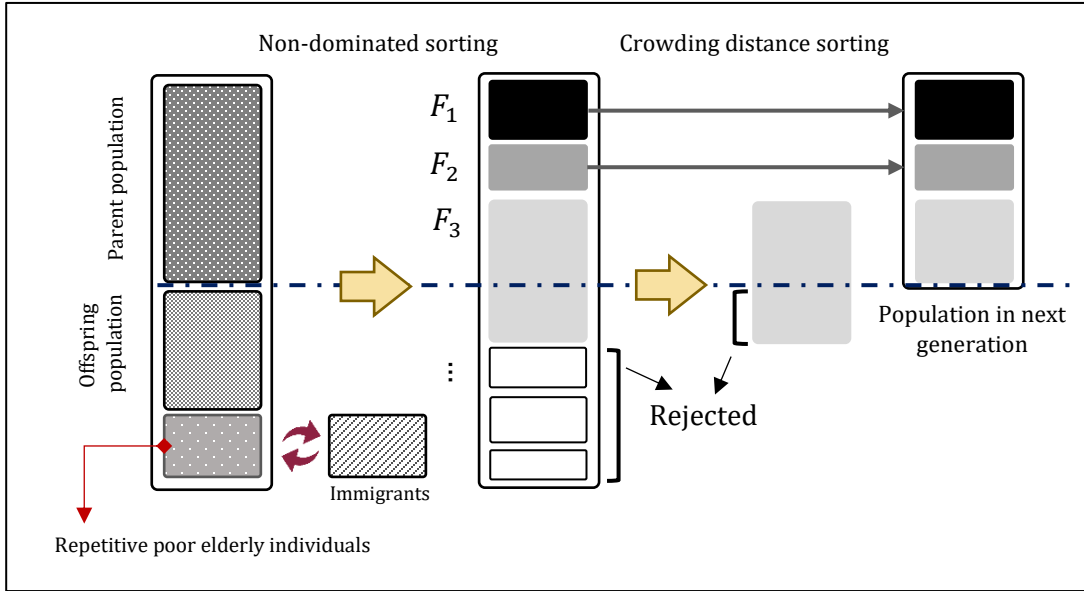 Non-dominated sorting
Crowding distance sorting
Parent population
Offspring
population
F₁
F₂
F₃
...
Immigrants
Repetitive poor elderly individuals
Rejected
Population in next
generation